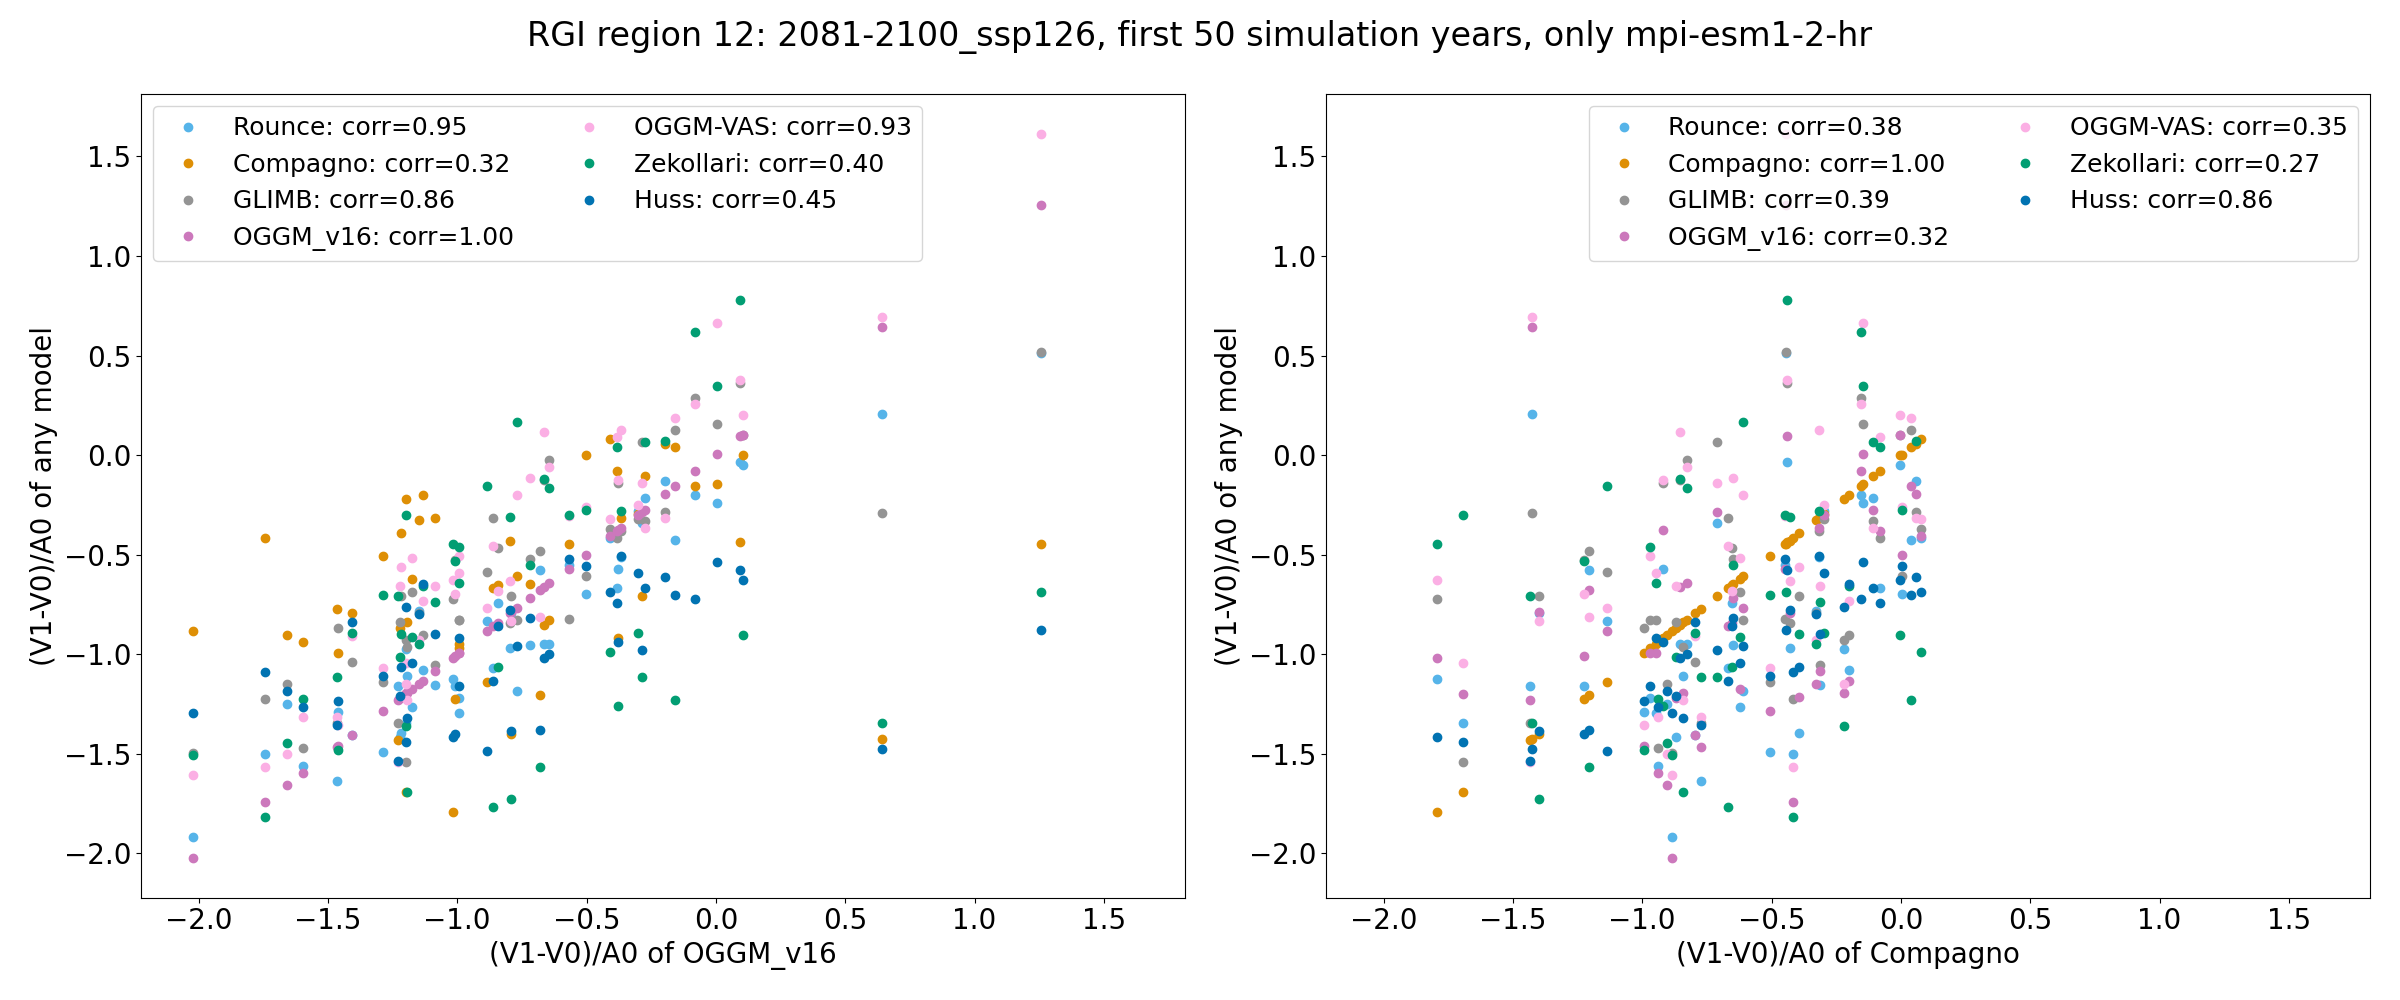 RGI region 12: 2081-2100_ssp126, first 50 simulation years, only mpi-esm1-2-hr
Rounce: corr=0.95
Compagno: corr=0.32
GLIMB: corr=0.86
OGGM_v16: corr=1.00
OGGM-VAS: corr=0.93
Zekollari: corr=0.40
Huss: corr=0.45
(V1-V0)/A0 of any model
1.5
1.0
0.5
0.0
−0.5
−1.0
−1.5
−2.0
−2.0 −1.5 −1.0 −0.5 0.0 0.5 1.0 1.5
(V1-V0)/A0 of OGGM_v16
Rounce: corr=0.38
Compagno: corr=1.00
GLIMB: corr=0.39
OGGM_v16: corr=0.32
OGGM-VAS: corr=0.35
Zekollari: corr=0.27
Huss: corr=0.86
(V1-V0)/A0 of any model
1.5
1.0
0.5
0.0
−0.5
−1.0
−1.5
−2.0
−2.0 −1.5 −1.0 −0.5 0.0 0.5 1.0 1.5
(V1-V0)/A0 of Compagno